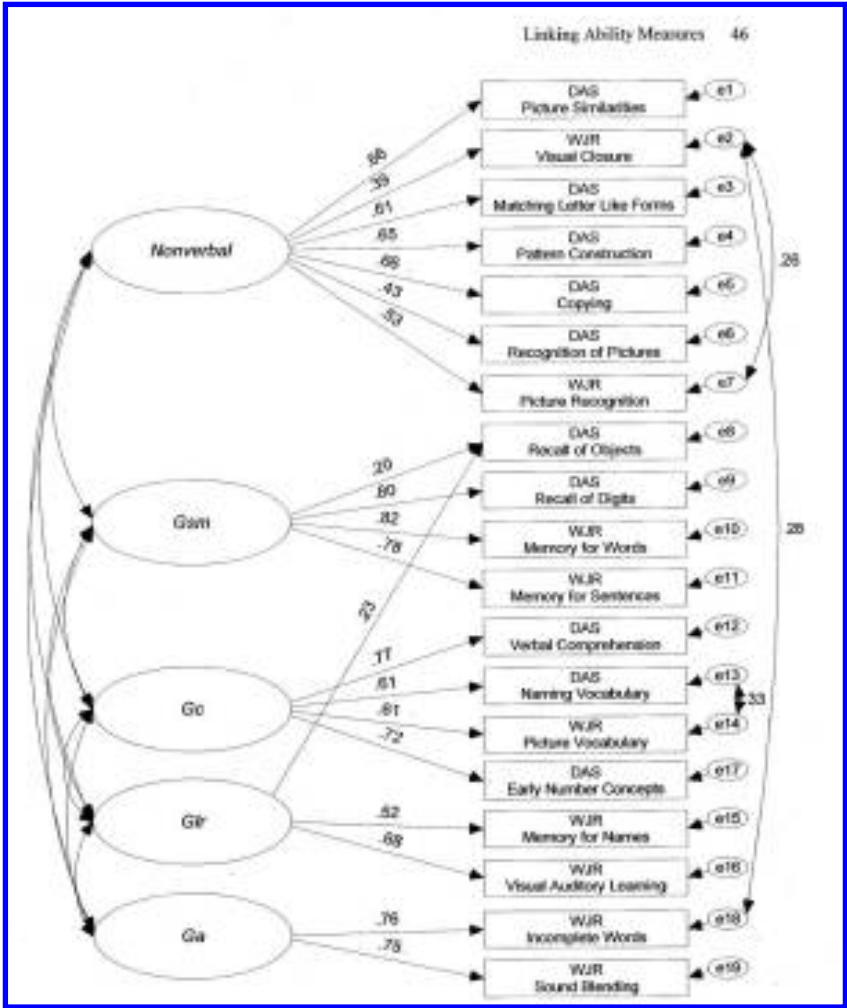 Linking Ability Measures 46
DAS
Picture Similarities
e1
WJR
Visual Closure
e2
DAS
Matching Letter Like Forms
e3
.39
.61
Nonverbal
.65
DAS
Pattern Construction
e4
.26
DAS
Copying
e5
.43
.53
DAS
Recognition of Pictures
e6
WJR
Picture Recognition
e7
DAS
Recall of Objects
e8
.20
.80
DAS
Recall of Digits
e9
Gsm
.82
WJR
Memory for Words
e10
.28
.78
WJR
Memory for Sentences
e11
.23
DAS
Verbal Comprehension
e12
.77
.61
DAS
Naming Vocabulary
e13
.33
Gc
.61
WJR
Picture Vocabulary
e14
.72
DAS
Early Number Concepts
e17
Glr
.52
WJR
Memory for Names
e15
.68
WJR
Visual Auditory Learning
e16
.76
WJR
Incomplete Words
e18
Ga
.75
WJR
Sound Blending
e19